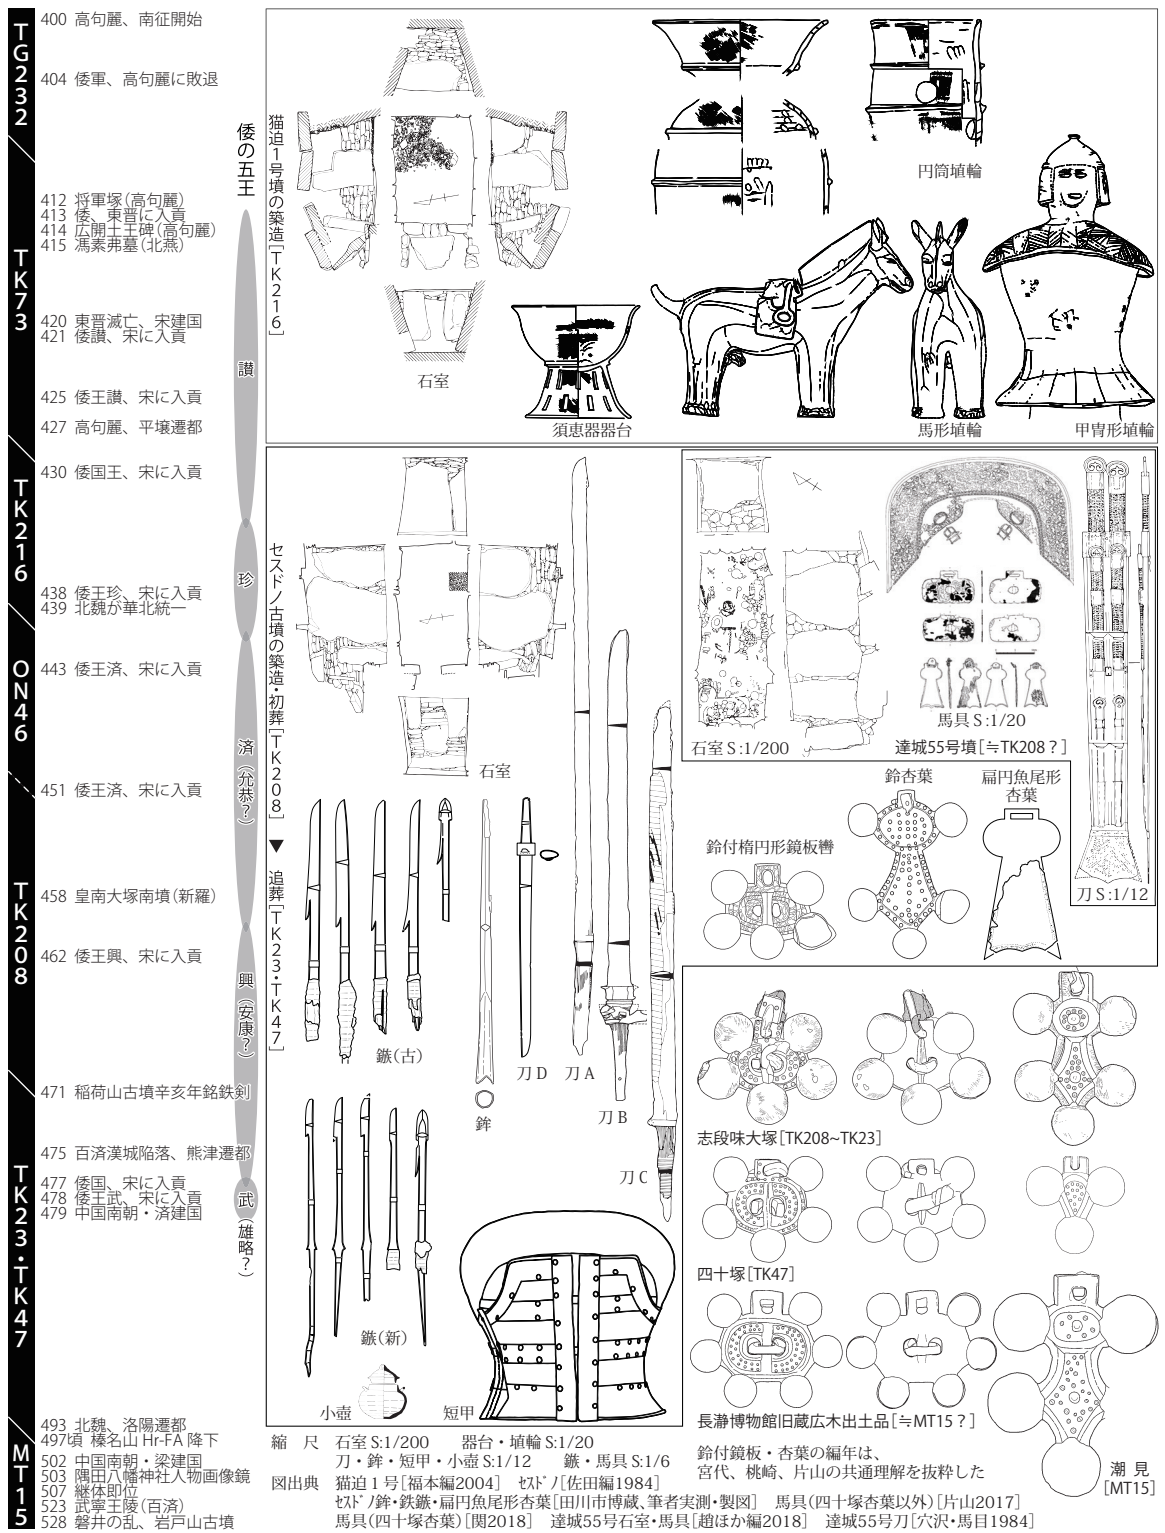 TG232
TK73
TK216
ON46
TK208
TK23・TK47
MT15
400 高句麗、南征開始
404 倭軍、高句麗に敗退
412 将軍塚（高句麗）
413 倭、東晋に入貢
414 広開土王碑（高句麗）
415 馮素弗墓（北燕）
420 東晋滅亡、宋建国
421 倭讃、宋に入貢
425 倭王讃、宋に入貢
427 高句麗、平壌遷都
430 倭国王、宋に入貢
438 倭王珍、宋に入貢
439 北魏が華北統一
443 倭王済、宋に入貢
451 倭王済、宋に入貢
458 皇南大塚南墳（新羅）
462 倭王興、宋に入貢
471 稲荷山古墳辛亥年銘鉄剣
475 百済漢城陥落、熊津遷都
477 倭国、宋に入貢
478 倭王武、宋に入貢
479 中国南朝・済建国
493 北魏、洛陽遷都
497頃 榛名山 Hr-FA 降下
502 中国南朝・梁建国
503 隅田八幡神社人物画像鏡
507 継体即位
523 武寧王陵（百済）
528 磐井の乱、岩戸山古墳
倭の五王
讃
珍
済（允恭？）
興（安康？）
武（雄略？）
猫迫1号墳の築造［TK216］
石室
須恵器器台
円筒埴輪
馬形埴輪
甲冑形埴輪
セスドノ古墳の築造・初葬［TK208］▼ 追葬［TK23・TK47］
石室
鏃（古）
鉾
刀 D
刀 A
刀 B
刀 C
鏃（新）
小壺
短甲
石室 S:1/200
馬具 S:1/20
達城55号墳［≒TK208？］
刀 S:1/12
鈴付楕円形鏡板轡
鈴杏葉
扁円魚尾形
杏葉
志段味大塚［TK208~TK23］
四十塚［TK47］
長瀞博物館旧蔵広木出土品［≒MT15？］
鈴付鏡板・杏葉の編年は、
宮代、桃崎、片山の共通理解を抜粋した
潮見
［MT15］
縮　尺　石室 S:1/200　器台・埴輪 S:1/20
刀・鉾・短甲・小壺 S:1/12　鏃・馬具 S:1/6
図出典　猫迫１号［福本編2004］　ｾｽﾄﾞﾉ［佐田編1984］
ｾｽﾄﾞﾉ鉾・鉄鏃・扁円魚尾形杏葉［田川市博蔵、筆者実測・製図］　馬具（四十塚杏葉以外）［片山2017］
馬具（四十塚杏葉）［関2018］　達城55号石室・馬具［趙ほか編2018］　達城55号刀［穴沢・馬目1984］